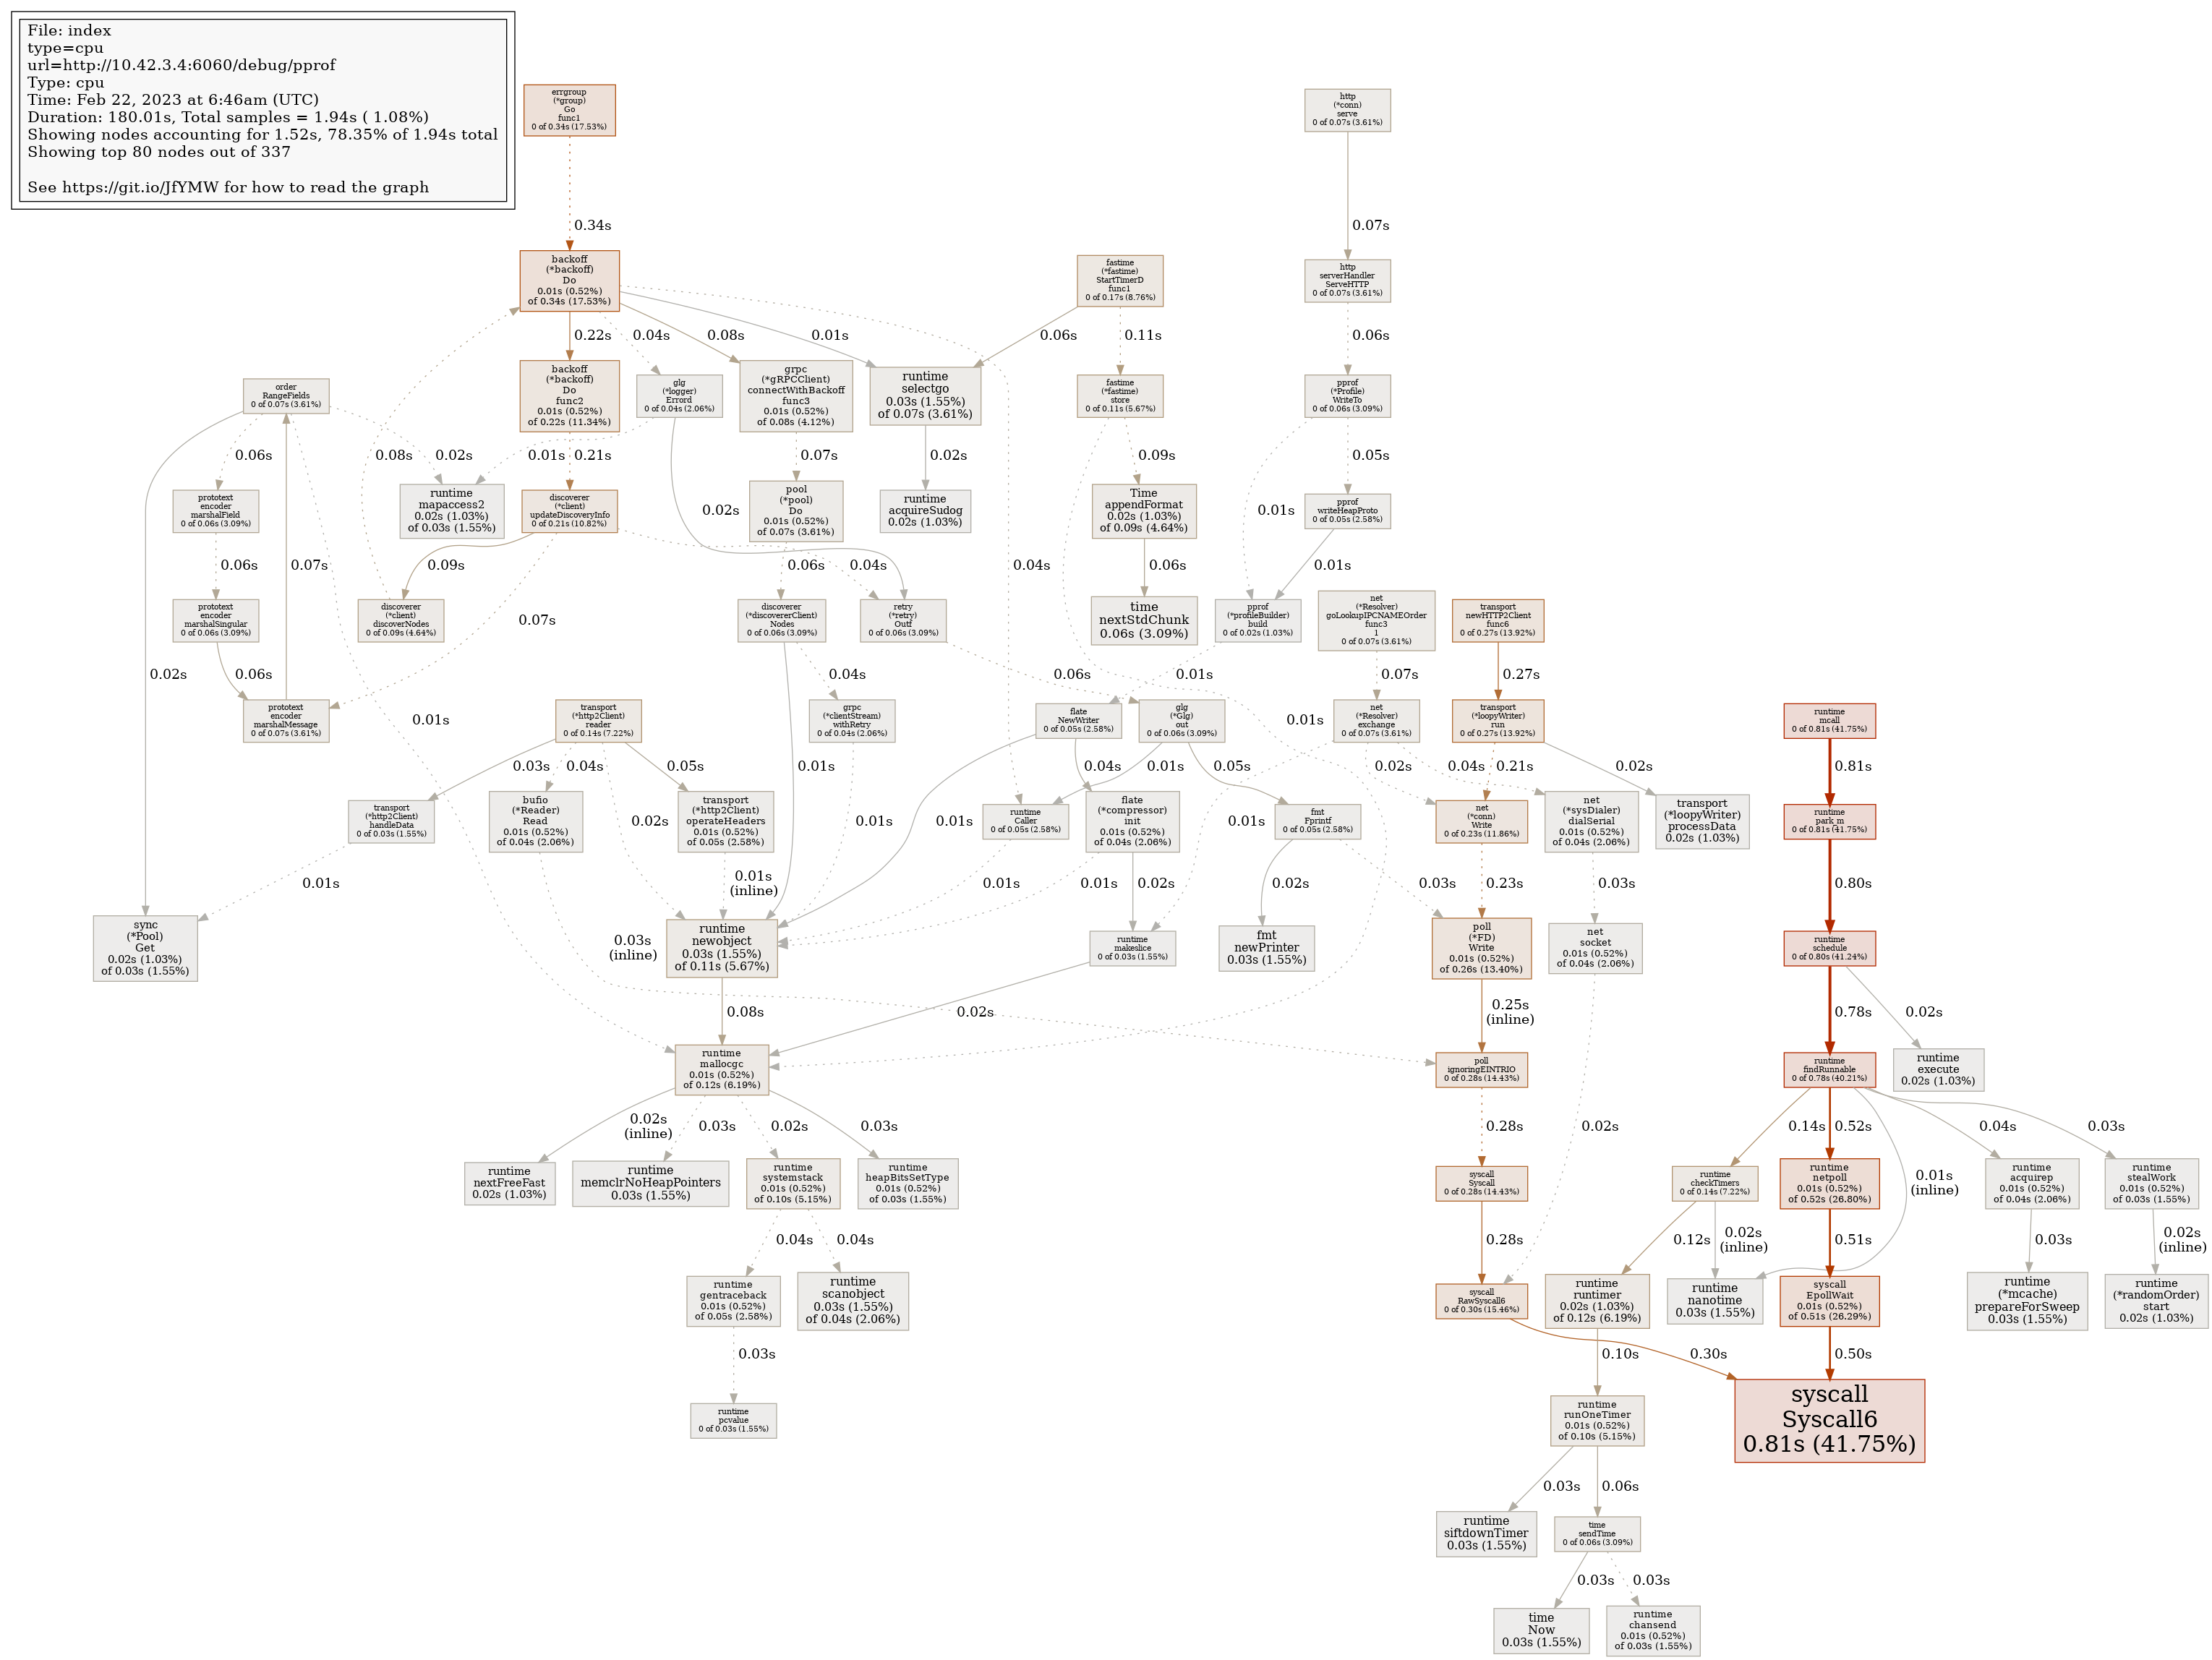 File: index
type=cpu
url=http://10.42.3.4:6060/debug/pprof
Type: cpu
Time: Feb 22, 2023 at 6:46am (UTC)
Duration: 180.01s, Total samples = 1.94s ( 1.08%)
Showing nodes accounting for 1.52s, 78.35% of 1.94s total
Showing top 80 nodes out of 337
See https://git.io/JfYMW for how to read the graph
errgroup
(*group)
Go
func1
0 of 0.34s (17.53%)
http
(*conn)
serve
0 of 0.07s (3.61%)
0.34s
0.07s
backoff
(*backoff)
Do
0.01s (0.52%)
of 0.34s (17.53%)
fastime
(*fastime)
StartTimerD
func1
0 of 0.17s (8.76%)
http
serverHandler
ServeHTTP
0 of 0.07s (3.61%)
0.22s
0.04s
0.08s
0.01s
0.06s
0.11s
0.06s
order
RangeFields
0 of 0.07s (3.61%)
backoff
(*backoff)
Do
func2
0.01s (0.52%)
of 0.22s (11.34%)
glg
(*logger)
Errord
0 of 0.04s (2.06%)
grpc
(*gRPCClient)
connectWithBackoff
func3
0.01s (0.52%)
of 0.08s (4.12%)
runtime
selectgo
0.03s (1.55%)
of 0.07s (3.61%)
fastime
(*fastime)
store
0 of 0.11s (5.67%)
pprof
(*Profile)
WriteTo
0 of 0.06s (3.09%)
0.06s
0.08s
0.02s
0.01s
0.21s
0.07s
0.02s
0.09s
0.05s
prototext
encoder
marshalField
0 of 0.06s (3.09%)
runtime
mapaccess2
0.02s (1.03%)
of 0.03s (1.55%)
discoverer
(*client)
updateDiscoveryInfo
0 of 0.21s (10.82%)
0.02s
pool
(*pool)
Do
0.01s (0.52%)
of 0.07s (3.61%)
runtime
acquireSudog
0.02s (1.03%)
Time
appendFormat
0.02s (1.03%)
of 0.09s (4.64%)
0.01s
pprof
writeHeapProto
0 of 0.05s (2.58%)
0.06s
0.07s
0.09s
0.06s
0.04s
0.04s
0.06s
0.01s
prototext
encoder
marshalSingular
0 of 0.06s (3.09%)
discoverer
(*client)
discoverNodes
0 of 0.09s (4.64%)
0.07s
discoverer
(*discovererClient)
Nodes
0 of 0.06s (3.09%)
retry
(*retry)
Outf
0 of 0.06s (3.09%)
time
nextStdChunk
0.06s (3.09%)
pprof
(*profileBuilder)
build
0 of 0.02s (1.03%)
net
(*Resolver)
goLookupIPCNAMEOrder
func3
1
0 of 0.07s (3.61%)
transport
newHTTP2Client
func6
0 of 0.27s (13.92%)
0.02s
0.06s
0.04s
0.06s
0.01s
0.07s
0.27s
prototext
encoder
marshalMessage
0 of 0.07s (3.61%)
0.01s
transport
(*http2Client)
reader
0 of 0.14s (7.22%)
grpc
(*clientStream)
withRetry
0 of 0.04s (2.06%)
flate
NewWriter
0 of 0.05s (2.58%)
glg
(*Glg)
out
0 of 0.06s (3.09%)
0.01s
net
(*Resolver)
exchange
0 of 0.07s (3.61%)
transport
(*loopyWriter)
run
0 of 0.27s (13.92%)
runtime
mcall
0 of 0.81s (41.75%)
0.03s
0.04s
0.05s
0.01s
0.04s
0.01s
0.05s
0.02s
0.04s
0.21s
0.02s
0.81s
transport
(*http2Client)
handleData
0 of 0.03s (1.55%)
bufio
(*Reader)
Read
0.01s (0.52%)
of 0.04s (2.06%)
0.02s
transport
(*http2Client)
operateHeaders
0.01s (0.52%)
of 0.05s (2.58%)
0.01s
0.01s
runtime
Caller
0 of 0.05s (2.58%)
flate
(*compressor)
init
0.01s (0.52%)
of 0.04s (2.06%)
0.01s
fmt
Fprintf
0 of 0.05s (2.58%)
net
(*conn)
Write
0 of 0.23s (11.86%)
net
(*sysDialer)
dialSerial
0.01s (0.52%)
of 0.04s (2.06%)
transport
(*loopyWriter)
processData
0.02s (1.03%)
runtime
park_m
0 of 0.81s (41.75%)
0.01s
0.01s
(inline)
0.01s
0.01s
0.02s
0.02s
0.03s
0.23s
0.03s
0.80s
sync
(*Pool)
Get
0.02s (1.03%)
of 0.03s (1.55%)
0.03s
(inline)
runtime
newobject
0.03s (1.55%)
of 0.11s (5.67%)
runtime
makeslice
0 of 0.03s (1.55%)
fmt
newPrinter
0.03s (1.55%)
poll
(*FD)
Write
0.01s (0.52%)
of 0.26s (13.40%)
net
socket
0.01s (0.52%)
of 0.04s (2.06%)
runtime
schedule
0 of 0.80s (41.24%)
0.08s
0.02s
0.25s
(inline)
0.78s
0.02s
runtime
mallocgc
0.01s (0.52%)
of 0.12s (6.19%)
poll
ignoringEINTRIO
0 of 0.28s (14.43%)
runtime
findRunnable
0 of 0.78s (40.21%)
runtime
execute
0.02s (1.03%)
0.02s
(inline)
0.03s
0.02s
0.03s
0.28s
0.02s
0.14s
0.52s
0.04s
0.03s
runtime
nextFreeFast
0.02s (1.03%)
runtime
memclrNoHeapPointers
0.03s (1.55%)
runtime
systemstack
0.01s (0.52%)
of 0.10s (5.15%)
runtime
heapBitsSetType
0.01s (0.52%)
of 0.03s (1.55%)
syscall
Syscall
0 of 0.28s (14.43%)
runtime
checkTimers
0 of 0.14s (7.22%)
runtime
netpoll
0.01s (0.52%)
of 0.52s (26.80%)
0.01s
(inline)
runtime
acquirep
0.01s (0.52%)
of 0.04s (2.06%)
runtime
stealWork
0.01s (0.52%)
of 0.03s (1.55%)
0.04s
0.04s
0.28s
0.12s
0.02s
(inline)
0.51s
0.03s
0.02s
(inline)
runtime
gentraceback
0.01s (0.52%)
of 0.05s (2.58%)
runtime
scanobject
0.03s (1.55%)
of 0.04s (2.06%)
syscall
RawSyscall6
0 of 0.30s (15.46%)
runtime
runtimer
0.02s (1.03%)
of 0.12s (6.19%)
runtime
nanotime
0.03s (1.55%)
syscall
EpollWait
0.01s (0.52%)
of 0.51s (26.29%)
runtime
(*mcache)
prepareForSweep
0.03s (1.55%)
runtime
(*randomOrder)
start
0.02s (1.03%)
0.03s
0.10s
0.30s
0.50s
runtime
pcvalue
0 of 0.03s (1.55%)
runtime
runOneTimer
0.01s (0.52%)
of 0.10s (5.15%)
syscall
Syscall6
0.81s (41.75%)
0.03s
0.06s
runtime
siftdownTimer
0.03s (1.55%)
time
sendTime
0 of 0.06s (3.09%)
0.03s
0.03s
time
Now
0.03s (1.55%)
runtime
chansend
0.01s (0.52%)
of 0.03s (1.55%)